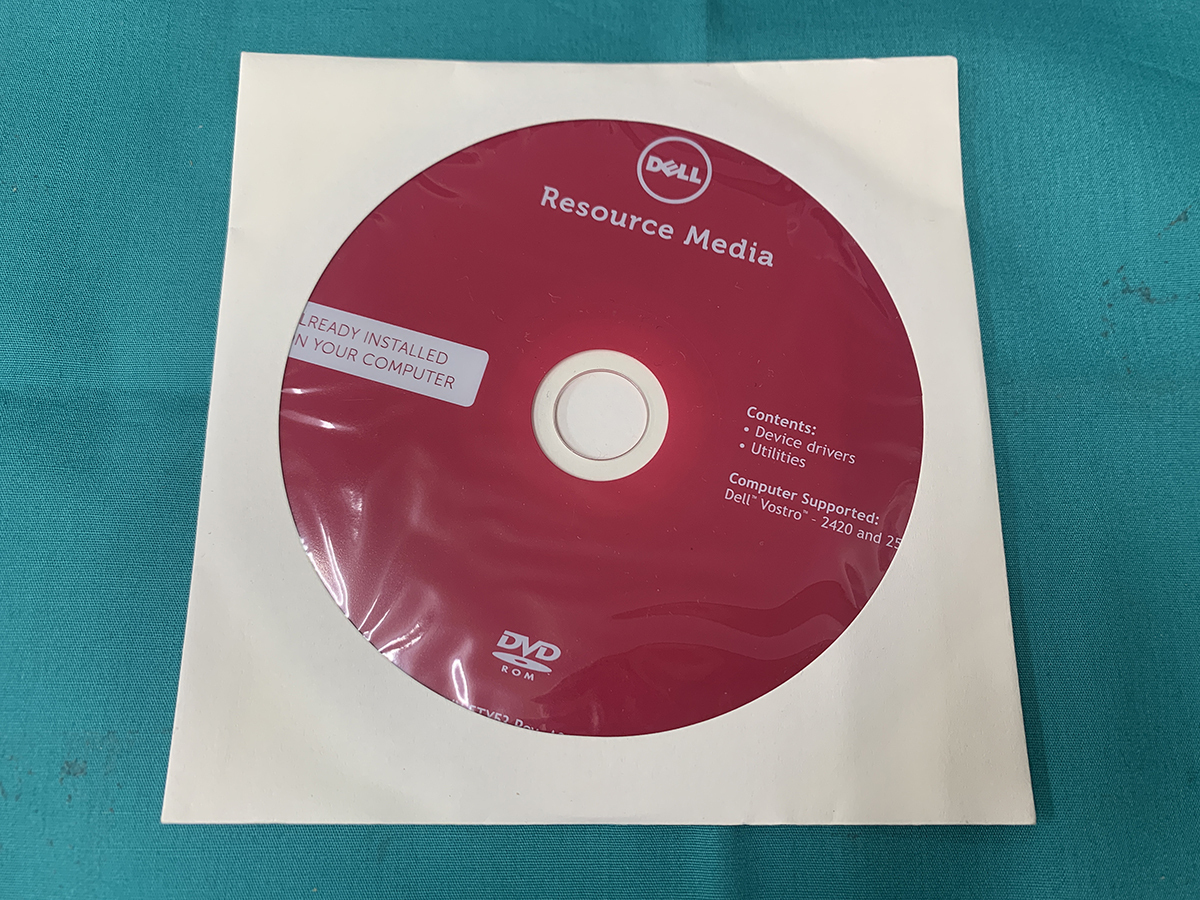 DELL
Resource Media
LREADY INSTALLED
N YOUR COMPUTER
Contents:
• Device drivers
• Utilities
Computer Supported:
Dell™ Vostro™ - 2420 and 25
DVD
ROM